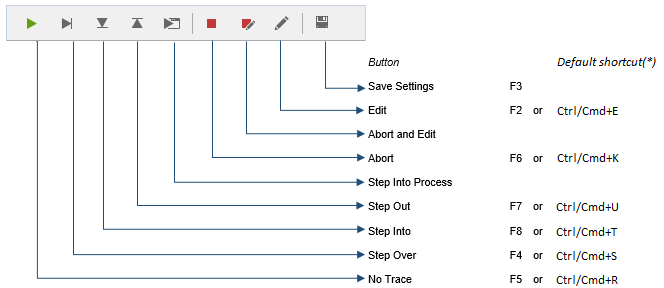 Button Default shortcut(*)
Save Settings F3
Edit F2 or Ctrl/Cmd+E
Abort and Edit
Abort F6 or Ctrl/Cmd+K
Step Into Process
Step Out F7 or Ctrl/Cmd+U
Step Into F8 or Ctrl/Cmd+T
Step Over F4 or Ctrl/Cmd+S
No Trace F5 or Ctrl/Cmd+R